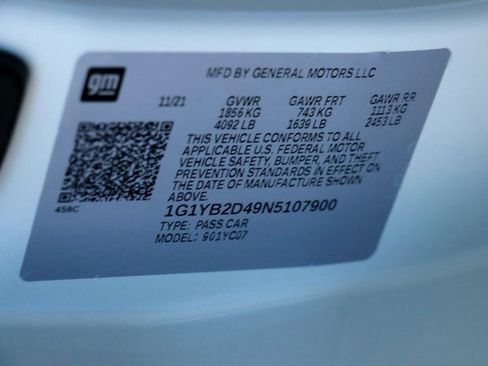 gm
MFD BY GENERAL MOTORS LLC
11/21 GVWR GAWR FRT GAWR RR
1856 KG 743 KG 1113 KG
4092 LB 1639 LB 2453 LB
THIS VEHICLE CONFORMS TO ALL
APPLICABLE U.S. FEDERAL MOTOR
VEHICLE SAFETY, BUMPER, AND THEFT
PREVENTION STANDARDS IN EFFECT ON
THE DATE OF MANUFACTURE SHOWN
ABOVE.
455C
1G1YB2D49N5107900
TYPE: PASS CAR
MODEL: 901YC07